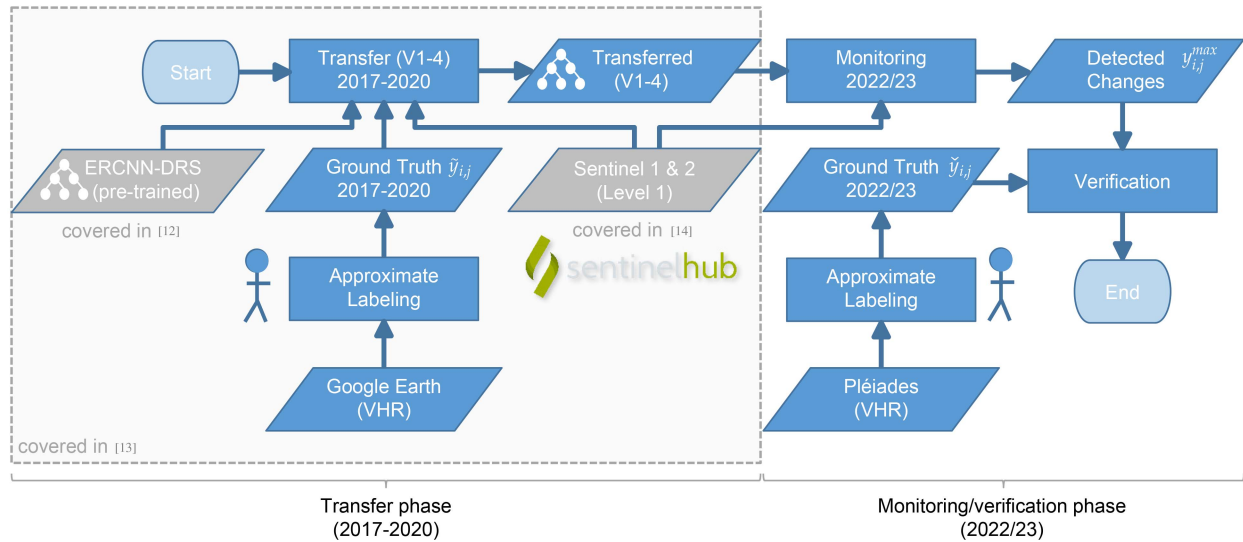 Start
Transfer (V1-4)
2017-2020
Transferred
(V1-4)
Monitoring
2022/23
Detected
Changes
$y_{i,j}^{max}$
ERCNN-DRS
(pre-trained)
covered in [12]
Ground Truth $\tilde{y}_{i,j}$
2017-2020
Sentinel 1 & 2
(Level 1)
covered in [14]
Ground Truth $\check{y}_{i,j}$
2022/23
Verification
sentinelhub
Approximate
Labeling
Approximate
Labeling
End
Google Earth
(VHR)
Pléiades
(VHR)
covered in [13]
Transfer phase
(2017-2020)
Monitoring/verification phase
(2022/23)